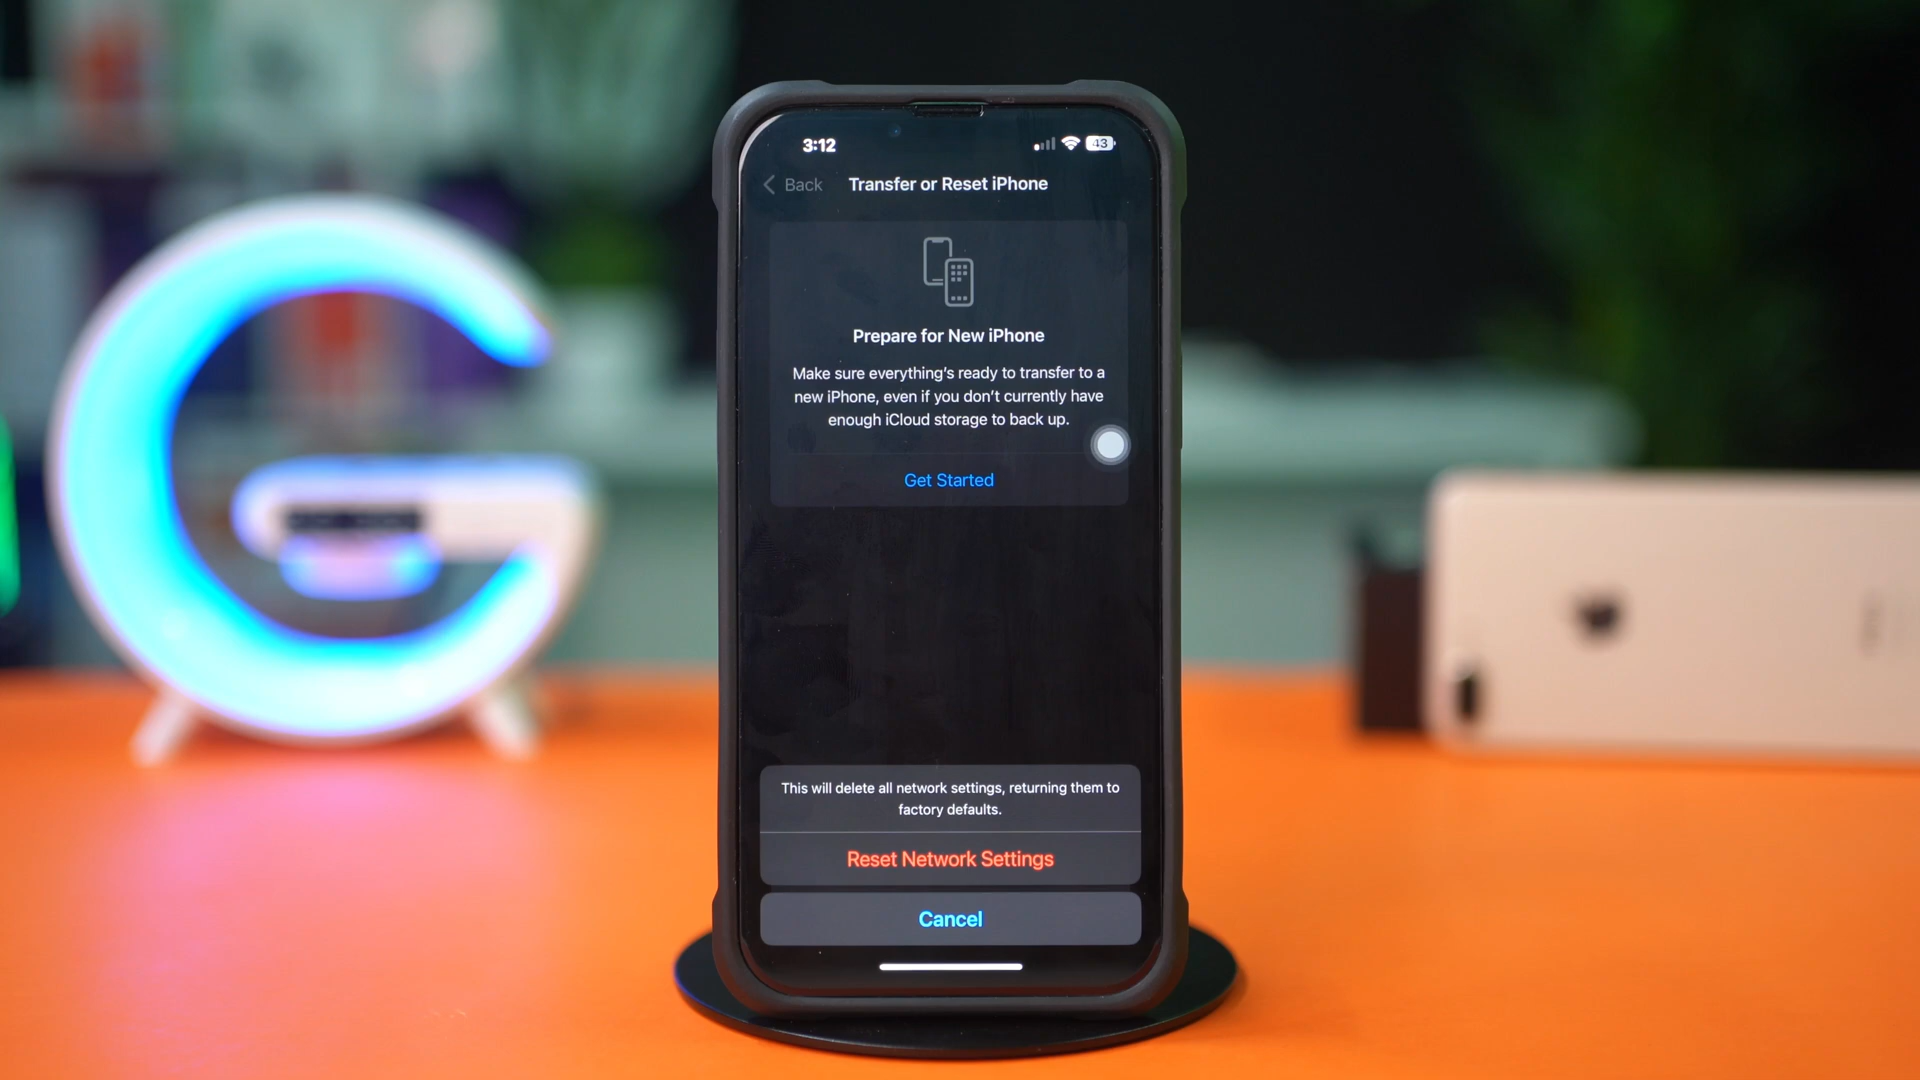 3:12
43
Back
Transfer or Reset iPhone
Prepare for New iPhone
Make sure everything's ready to transfer to a
new iPhone, even if you don't currently have
enough iCloud storage to back up.
Get Started
This will delete all network settings, returning them to
factory defaults.
Reset Network Settings
Cancel